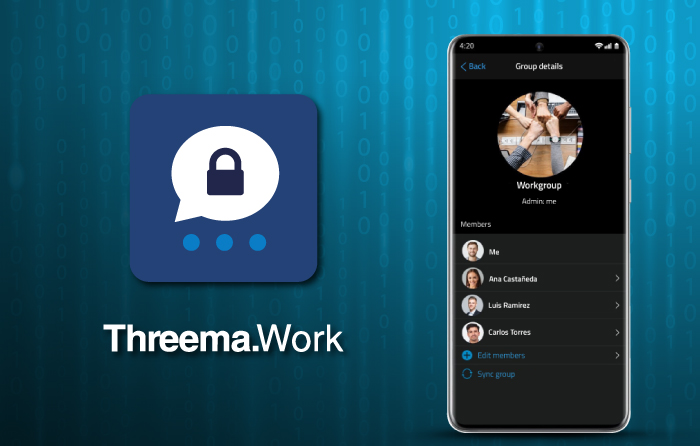 Threema.Work
4:20
Back
Group details
Workgroup
Admin: me
Members
Me
Ana Castañeda
Luis Ramirez
Carlos Torres
Edit members
Sync group